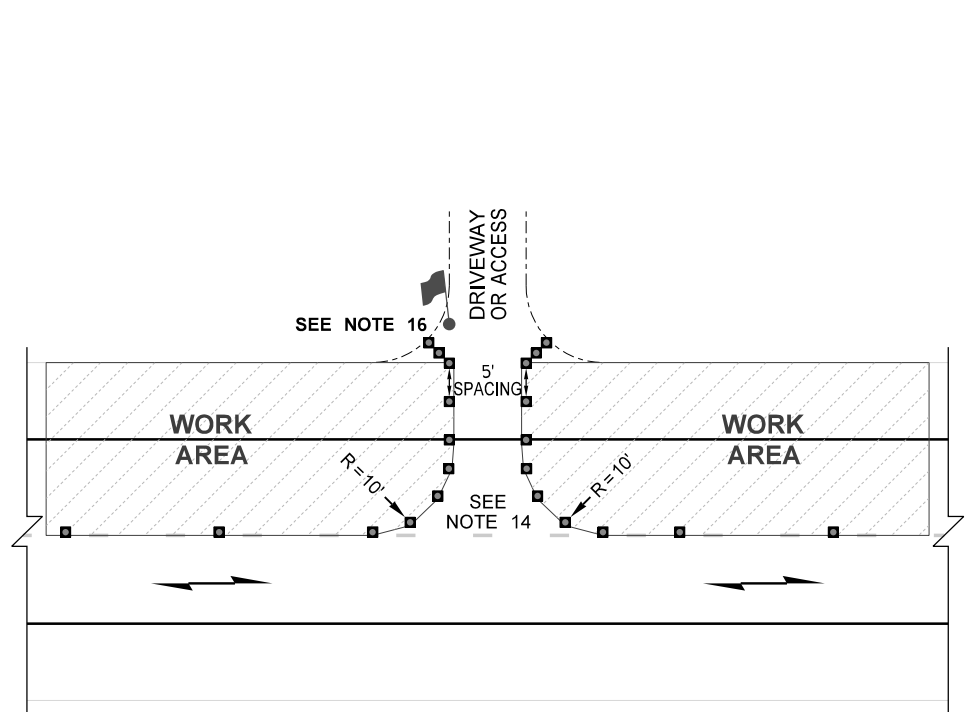 DRIVEWAY
OR ACCESS
SEE NOTE 16
5'
SPACING
WORK
AREA
WORK
AREA
R = 10'
R = 10'
SEE
NOTE 14